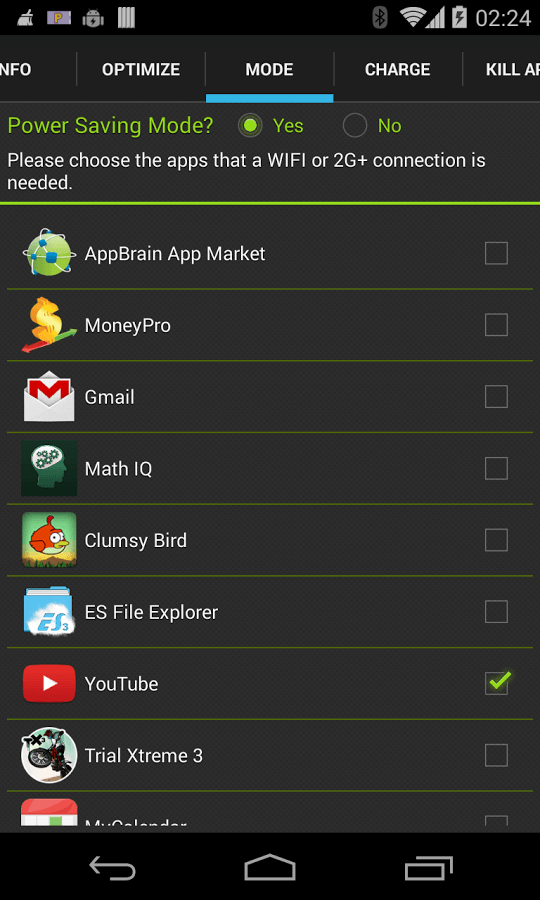 02:24
NFO OPTIMIZE MODE CHARGE KILL AP
Power Saving Mode? Yes No
Please choose the apps that a WIFI or 2G+ connection is
needed.
AppBrain App Market
MoneyPro
Gmail
Math IQ
Clumsy Bird
ES File Explorer
YouTube
Trial Xtreme 3
MyCalendar